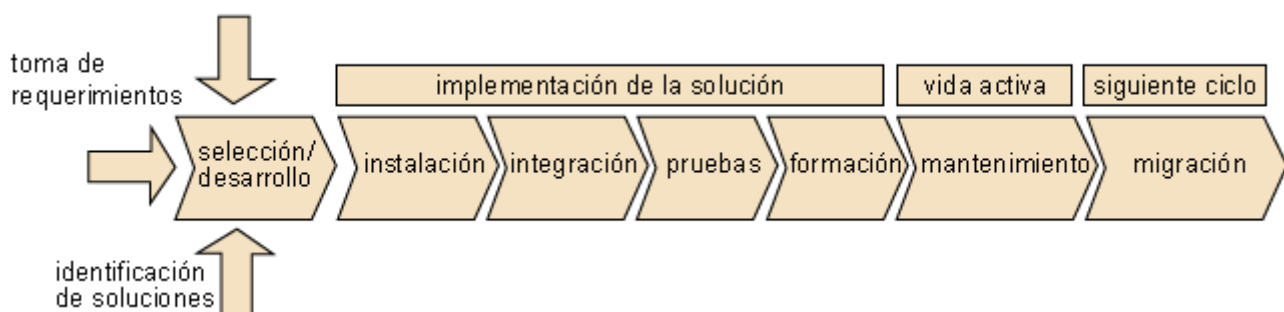 toma de
requerimientos
implementación de la solución
vida activa
siguiente ciclo
selección/
desarrollo
instalación
integración
pruebas
formación
mantenimiento
migración
identificación
de soluciones